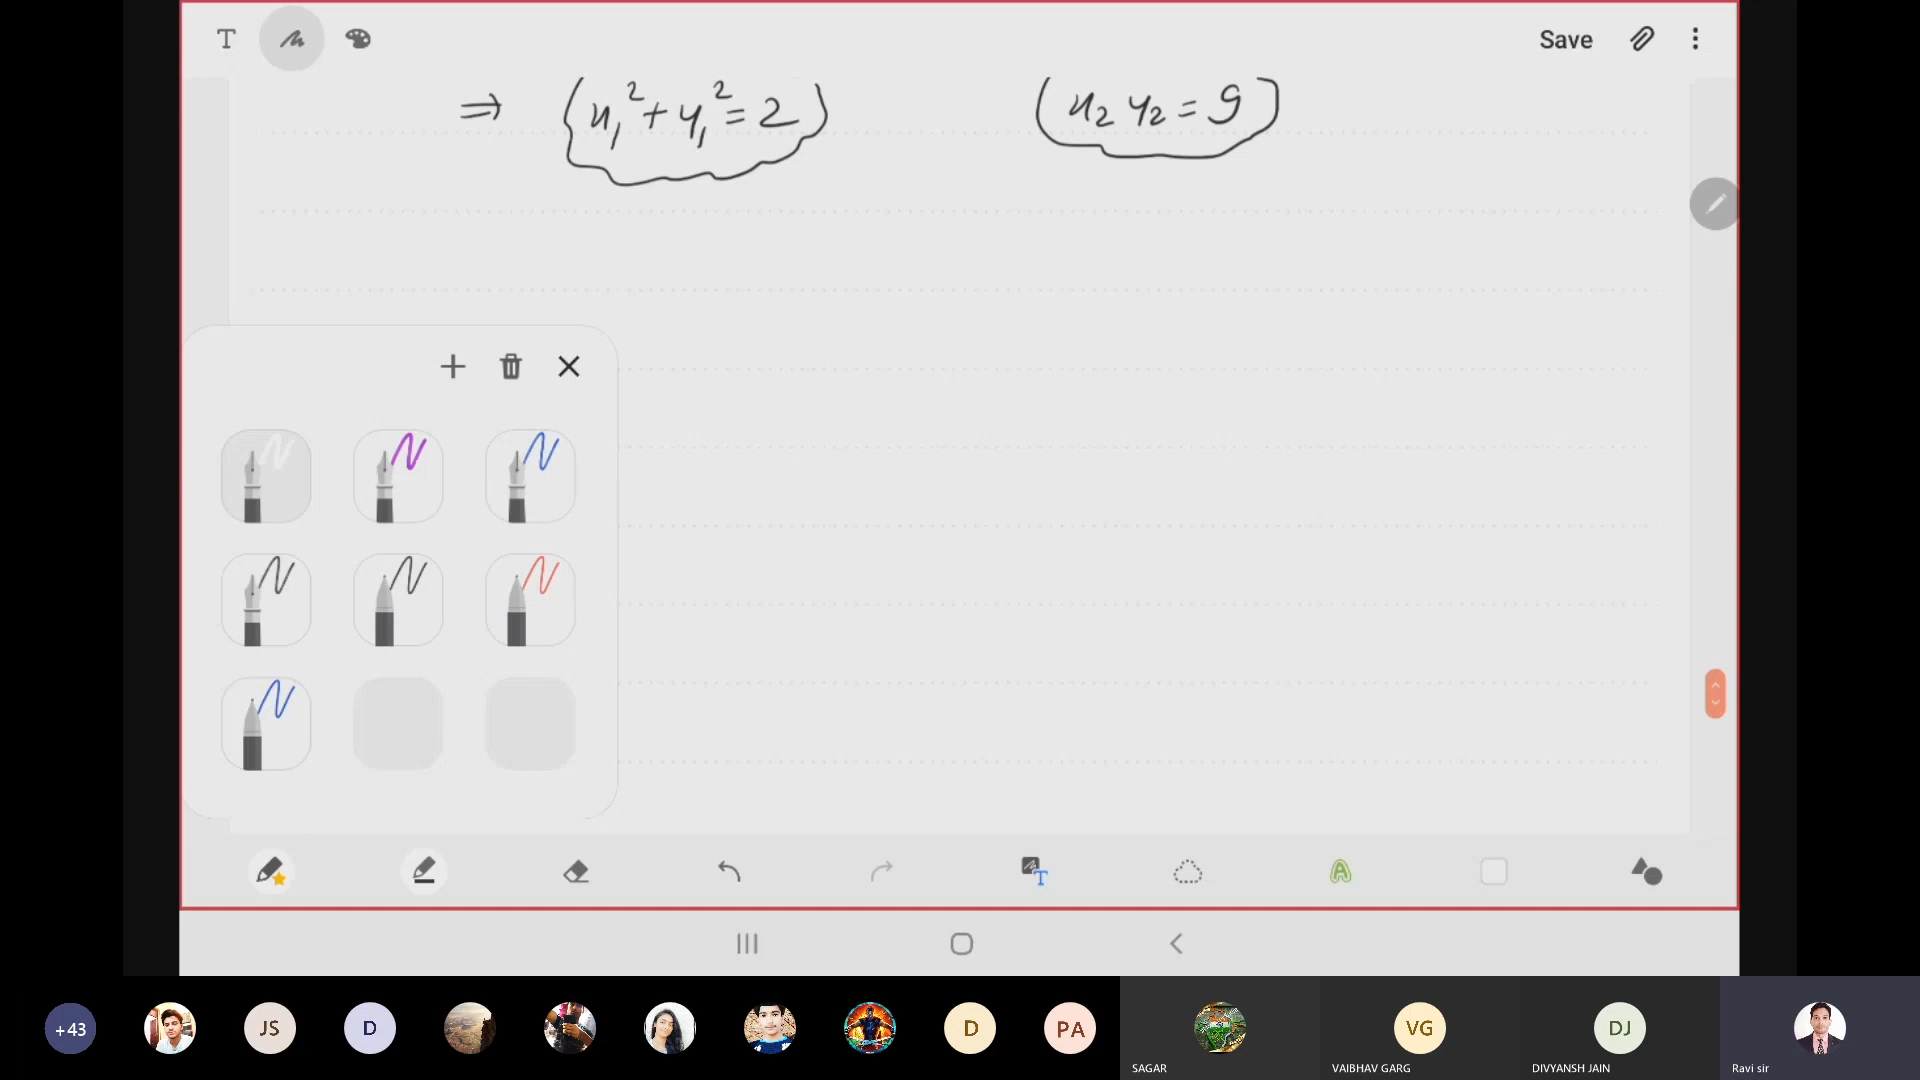 T Save
⇒ (x₁² + y₁² = 2) (x₂ y₂ = 9)
T A
+43 JS D D PA VG DJ
SAGAR VAIBHAV GARG DIVYANSH JAIN Ravi sir